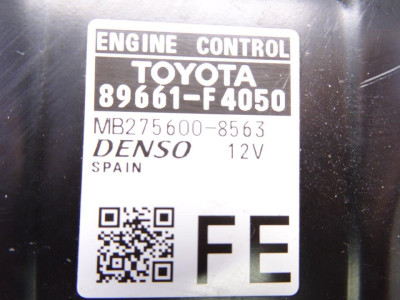 ENGINE CONTROL
TOYOTA
89661-F4050
MB275600-8563
DENSO 12V
SPAIN
FE